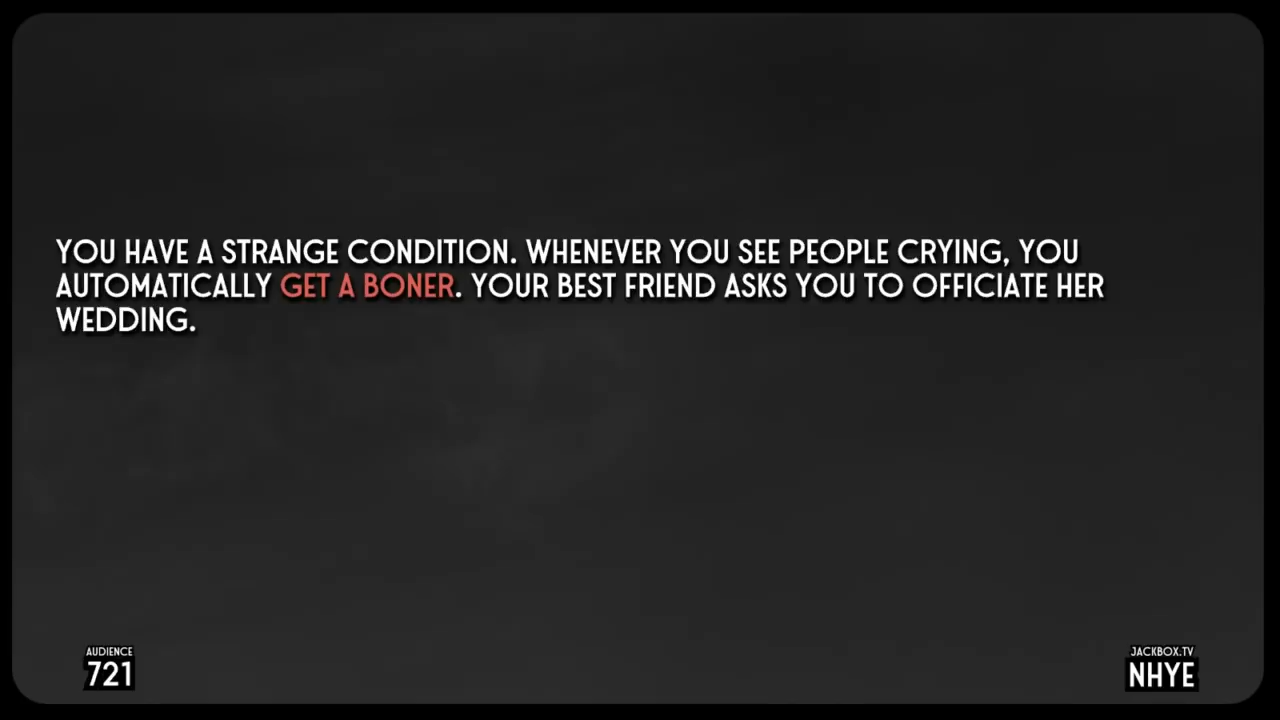 YOU HAVE A STRANGE CONDITION. WHENEVER YOU SEE PEOPLE CRYING, YOU
AUTOMATICALLY GET A BONER. YOUR BEST FRIEND ASKS YOU TO OFFICIATE HER
WEDDING.
AUDIENCE
721
JACKBOX.TV
NHYE